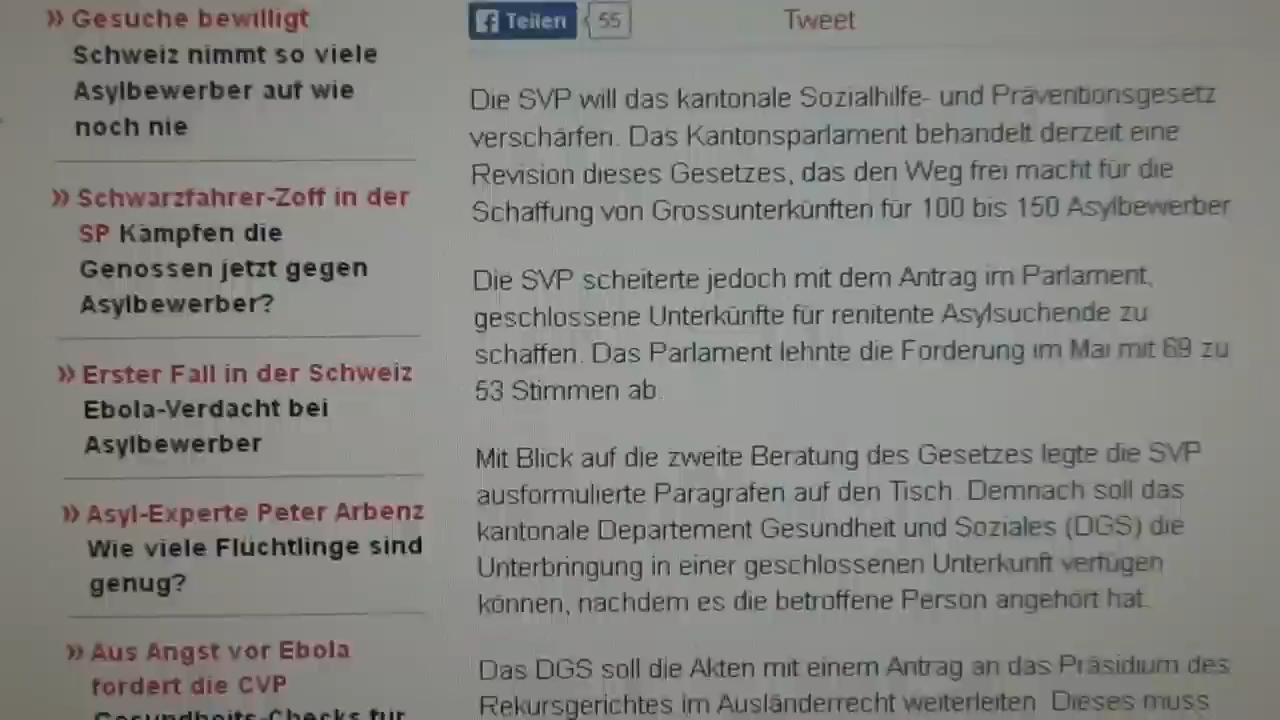 » Gesuche bewilligt
Schweiz nimmt so viele
Asylbewerber auf wie
noch nie
» Schwarzfahrer-Zoff in der
SP Kämpfen die
Genossen jetzt gegen
Asylbewerber?
» Erster Fall in der Schweiz
Ebola-Verdacht bei
Asylbewerber
» Asyl-Experte Peter Arbenz
Wie viele Flüchtlinge sind
genug?
» Aus Angst vor Ebola
fordert die CVP
Gesundheits-Checks für
f Teilen 55
Tweet
Die SVP will das kantonale Sozialhilfe- und Präventionsgesetz
verschärfen. Das Kantonsparlament behandelt derzeit eine
Revision dieses Gesetzes, das den Weg frei macht für die
Schaffung von Grossunterkünften für 100 bis 150 Asylbewerber
Die SVP scheiterte jedoch mit dem Antrag im Parlament,
geschlossene Unterkünfte für renitente Asylsuchende zu
schaffen. Das Parlament lehnte die Forderung im Mai mit 69 zu
53 Stimmen ab.
Mit Blick auf die zweite Beratung des Gesetzes legte die SVP
ausformulierte Paragrafen auf den Tisch. Demnach soll das
kantonale Departement Gesundheit und Soziales (DGS) die
Unterbringung in einer geschlossenen Unterkunft verfügen
können, nachdem es die betroffene Person angehört hat.
Das DGS soll die Akten mit einem Antrag an das Präsidium des
Rekursgerichtes im Ausländerrecht weiterleiten. Dieses muss